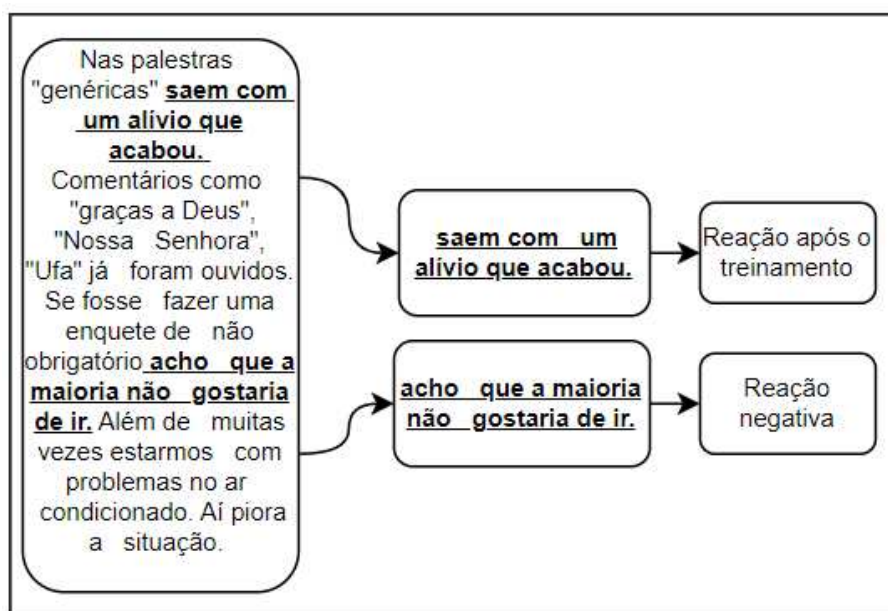 Nas palestras
"genéricas" saem com
um alívio que
acabou.
Comentários como
"graças a Deus",
"Nossa Senhora",
"Ufa" já foram ouvidos.
Se fosse fazer uma
enquete de não
obrigatório acho que a
maioria não gostaria
de ir. Além de muitas
vezes estarmos com
problemas no ar
condicionado. Aí piora
a situação.
saem com um
alívio que acabou.
Reação após o
treinamento
acho que a maioria
não gostaria de ir.
Reação
negativa